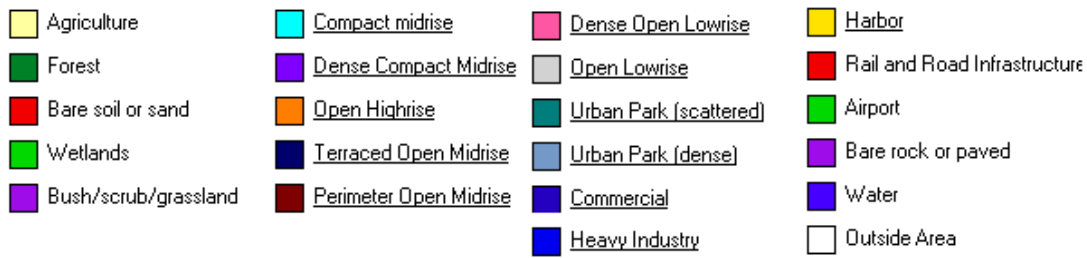 Agriculture
Forest
Bare soil or sand
Wetlands
Bush/scrub/grassland
Compact midrise
Dense Compact Midrise
Open Highrise
Terraced Open Midrise
Perimeter Open Midrise
Dense Open Lowrise
Open Lowrise
Urban Park (scattered)
Urban Park (dense)
Commercial
Heavy Industry
Harbor
Rail and Road Infrastructure
Airport
Bare rock or paved
Water
Outside Area